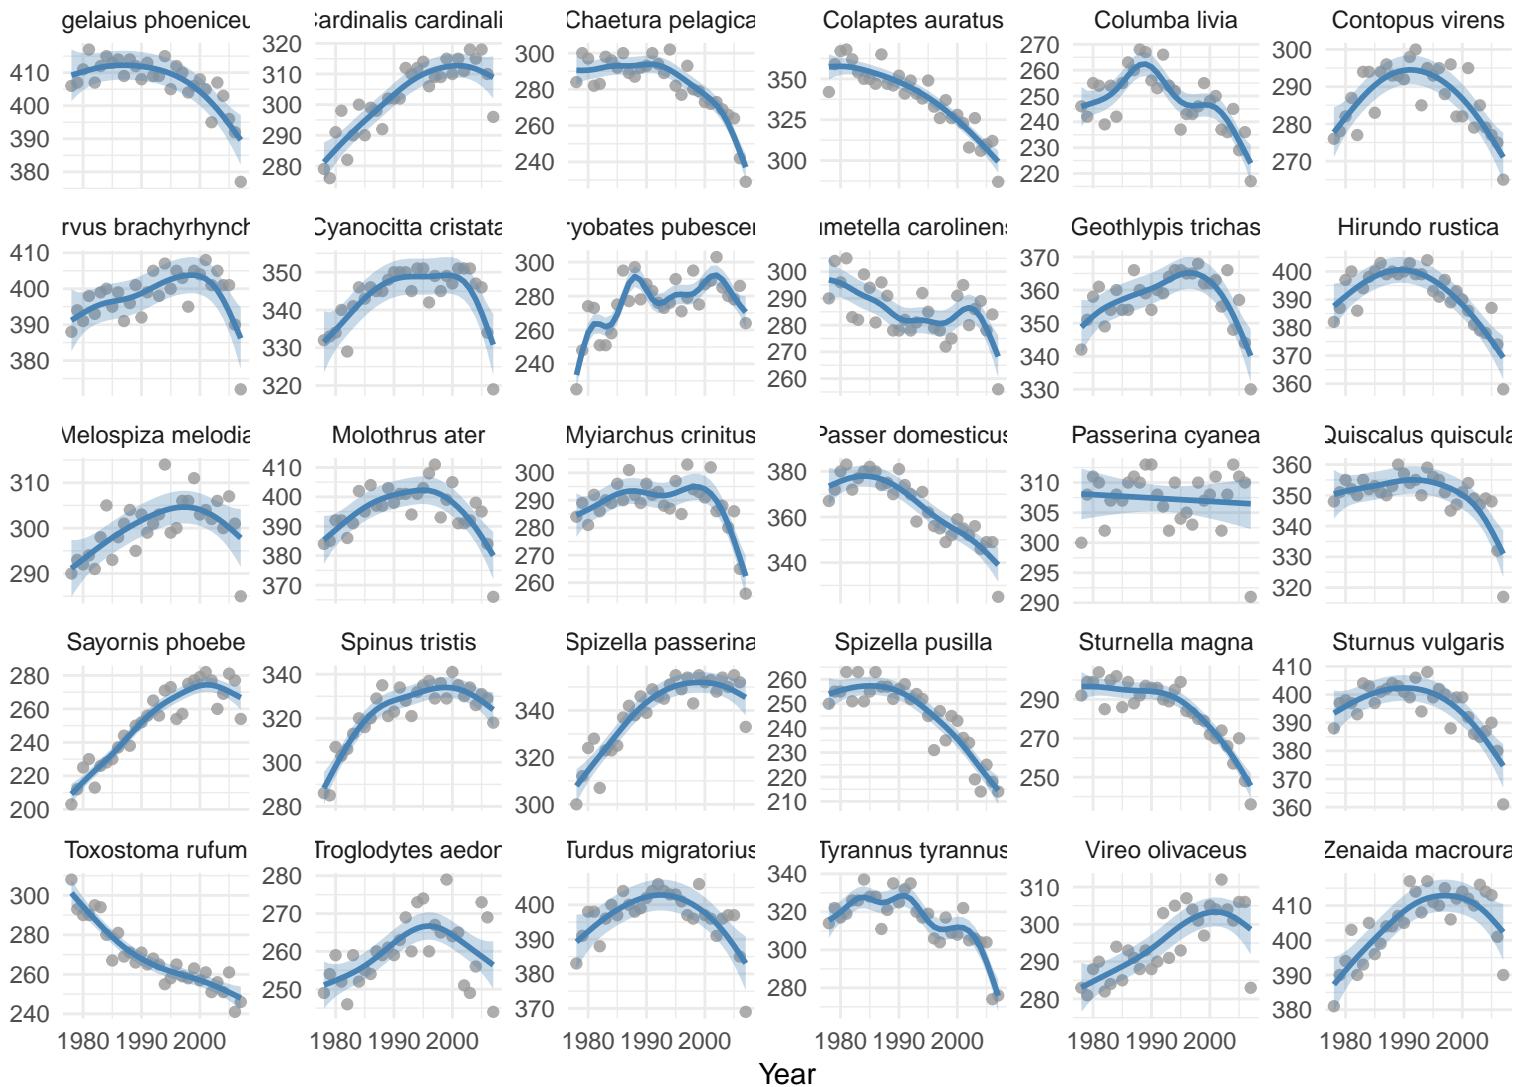 gelaius phoeniceu Cardinalis cardinali Chaetura pelagica Colaptes auratus Columba livia Contopus virens
410 400 390 380
320 310 300 290 280
300 280 260 240
350 325 300
270 260 250 240 230 220
300 290 280 270
rvus brachyrhynch Cyanocitta cristata ryobates pubescen umetella carolinens Geothlypis trichas Hirundo rustica
410 400 390 380
350 340 330 320
300 280 260 240
300 290 280 270 260
370 360 350 340 330
400 390 380 370 360
Melospiza melodia Molothrus ater Myiarchus crinitus Passer domesticus Passerina cyanea Quiscalus quiscula
310 300 290
410 400 390 380 370
300 290 280 270 260
380 360 340
310 305 300 295 290
360 350 340 330 320
Sayornis phoebe Spinus tristis Spizella passerina Spizella pusilla Sturnella magna Sturnus vulgaris
280 260 240 220 200
340 320 300 280
340 320 300
260 250 240 230 220 210
290 270 250
410 400 390 380 370 360
Toxostoma rufum Troglodytes aedon Turdus migratorius Tyrannus tyrannus Vireo olivaceus Zenaida macroura
300 280 260 240
280 270 260 250
400 390 380 370
340 320 300 280
310 300 290 280
410 400 390 380
1980 1990 2000 1980 1990 2000 1980 1990 2000 1980 1990 2000 1980 1990 2000 1980 1990 2000
Year